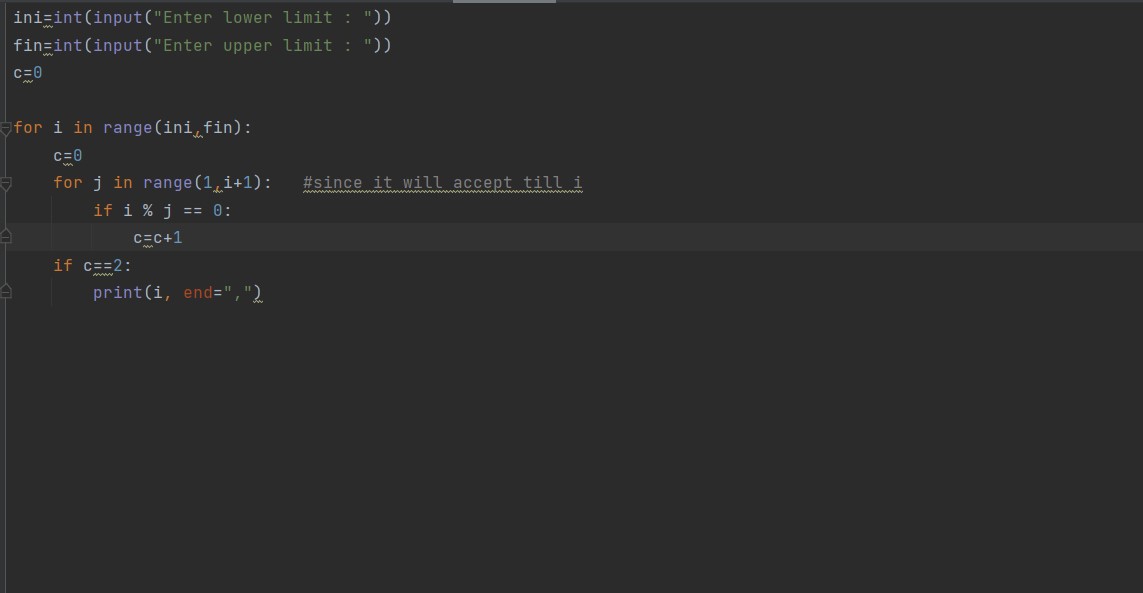 ini=int(input("Enter lower limit : "))
fin=int(input("Enter upper limit : "))
c=0
for i in range(ini,fin):
    c=0
    for j in range(1,i+1):   #since it will accept till i
        if i % j == 0:
            c=c+1
    if c==2:
        print(i, end=",")